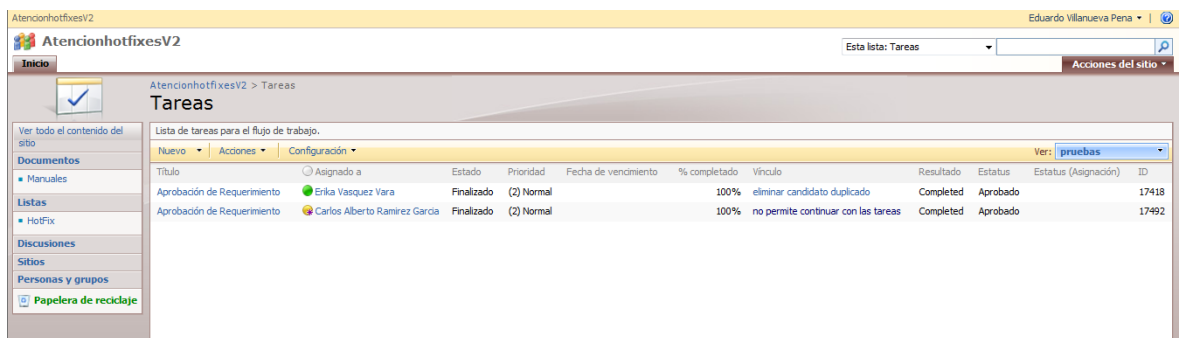 AtencionhotfixesV2
Eduardo Villanueva Pena
AtencionhotfixesV2
Esta lista: Tareas
Inicio
Acciones del sitio
AtencionhotfixesV2 > Tareas
Tareas
Ver todo el contenido del
sitio
Documentos
Manuales
Listas
HotFix
Discusiones
Sitios
Personas y grupos
Papelera de reciclaje
Lista de tareas para el flujo de trabajo.
Nuevo Acciones Configuración Ver: pruebas
Título Asignado a Estado Prioridad Fecha de vencimiento % completado Vínculo Resultado Estatus Estatus (Asignación) ID
Aprobación de Requerimiento Erika Vasquez Vara Finalizado (2) Normal 100% eliminar candidato duplicado Completed Aprobado 17418
Aprobación de Requerimiento Carlos Alberto Ramirez Garcia Finalizado (2) Normal 100% no permite continuar con las tareas Completed Aprobado 17492